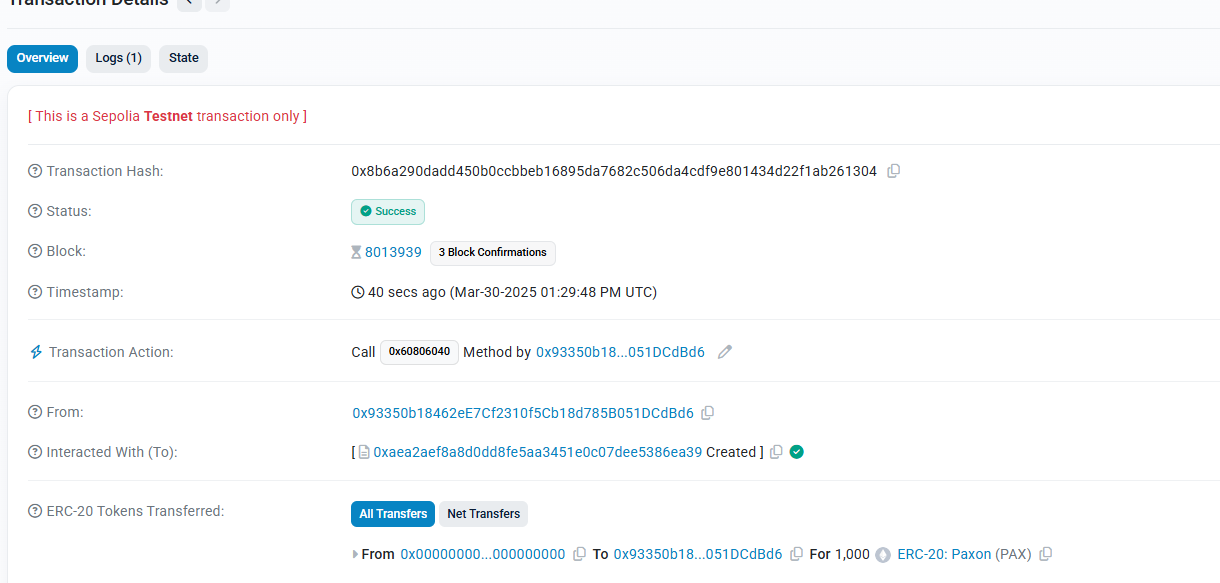 Transaction Details
Overview Logs (1) State
[ This is a Sepolia Testnet transaction only ]
Transaction Hash: 0x8b6a290dadd450b0ccbbeb16895da7682c506da4cdf9e801434d22f1ab261304
Status: Success
Block: 8013939 3 Block Confirmations
Timestamp: 40 secs ago (Mar-30-2025 01:29:48 PM UTC)
Transaction Action: Call 0x60806040 Method by 0x93350b18...051DCdBd6
From: 0x93350b18462eE7Cf2310f5Cb18d785B051DCdBd6
Interacted With (To): [ 0xaea2aef8a8d0dd8fe5aa3451e0c07dee5386ea39 Created ]
ERC-20 Tokens Transferred: All Transfers Net Transfers
From 0x00000000...000000000 To 0x93350b18...051DCdBd6 For 1,000 ERC-20: Paxon (PAX)